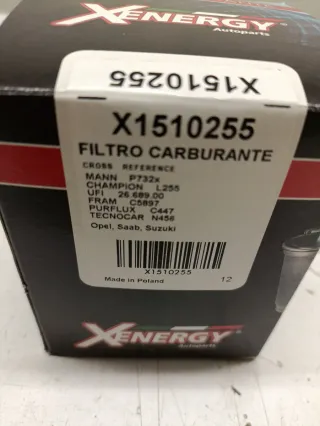 XENERGY
Autoparts
X1510255
X1510255
FILTRO CARBURANTE
CROSS REFERENCE
MANN P732x
CHAMPION L255
UFI 26.689.00
FRAM C5897
PURFLUX C447
TECNOCAR N456
Opel, Saab, Suzuki
X1510255
Made in Poland 12
XENERGY
Autoparts